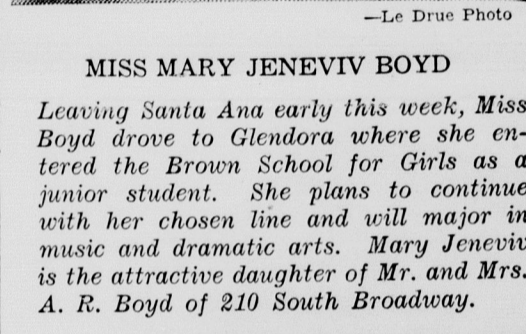 —Le Drue Photo
MISS MARY JENEVIV BOYD
Leaving Santa Ana early this week, Miss
Boyd drove to Glendora where she en-
tered the Brown School for Girls as a
junior student. She plans to continue
with her chosen line and will major in
music and dramatic arts. Mary Jeneviv
is the attractive daughter of Mr. and Mrs.
A. R. Boyd of 210 South Broadway.